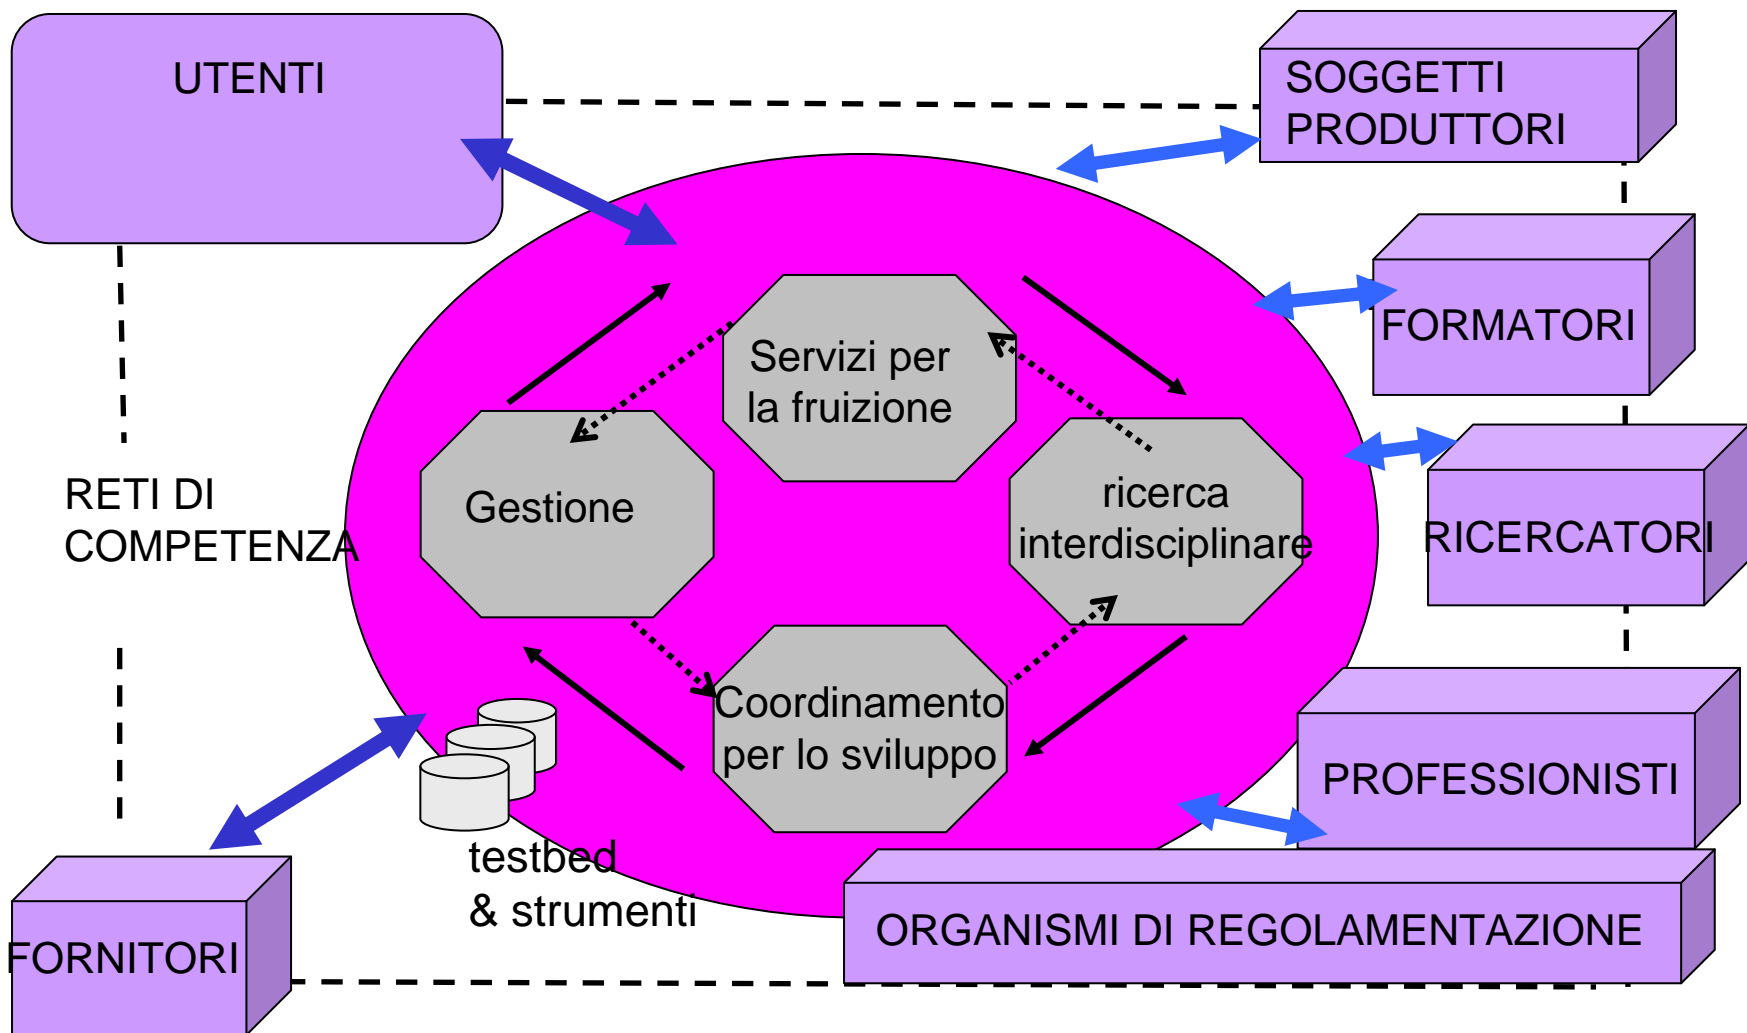 UTENTI
SOGGETTI
PRODUTTORI
FORMATORI
Servizi per
la fruizione
RETI DI
COMPETENZA
Gestione
ricerca
interdisciplinare
RICERCATORI
Coordinamento
per lo sviluppo
PROFESSIONISTI
testbed
& strumenti
ORGANISMI DI REGOLAMENTAZIONE
FORNITORI